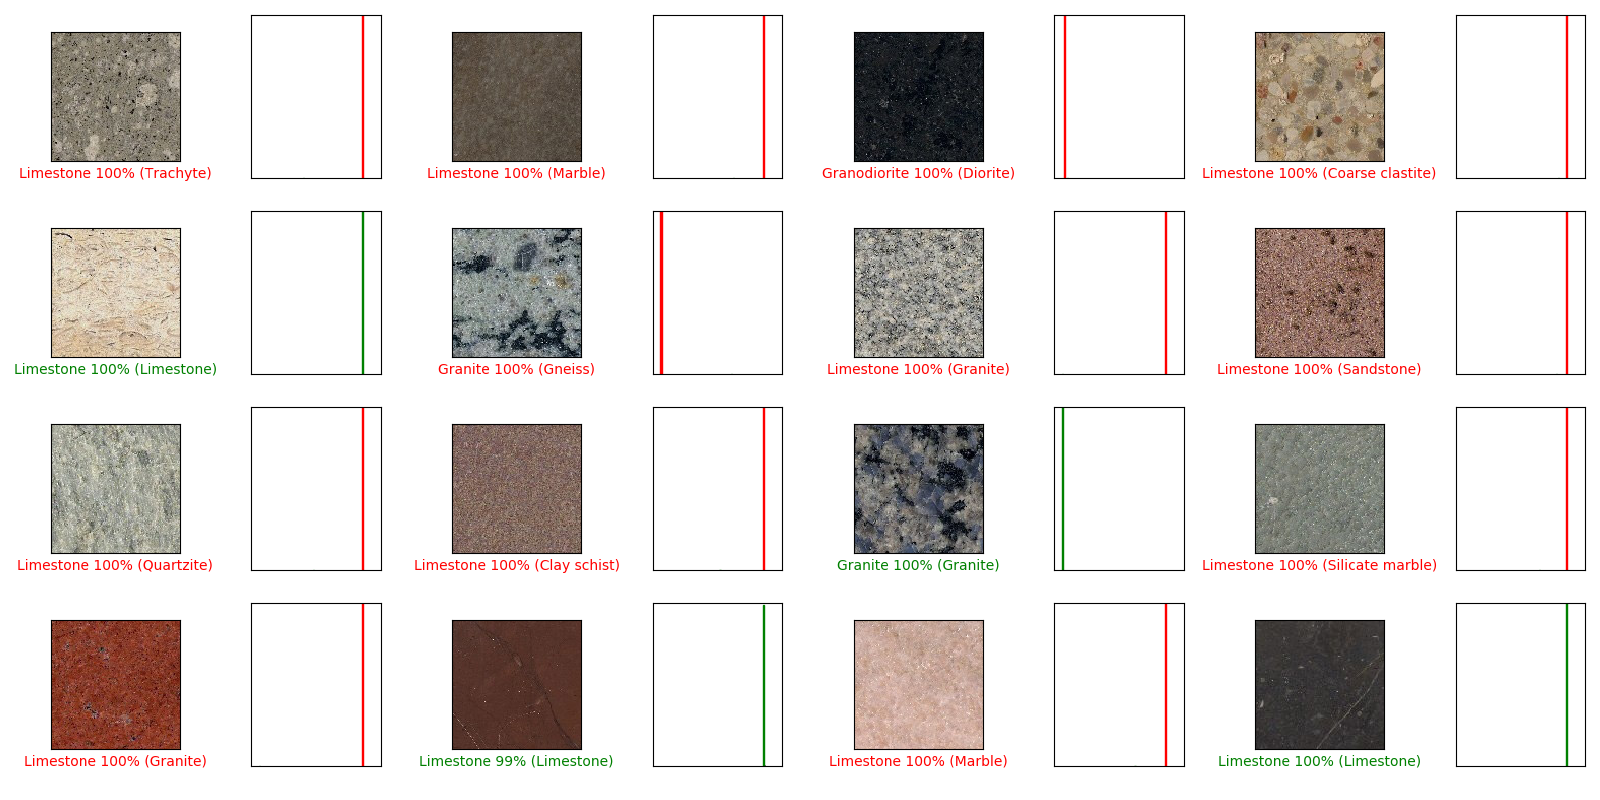 Limestone 100% (Trachyte)
Limestone 100% (Marble)
Granodiorite 100% (Diorite)
Limestone 100% (Coarse clastite)
Limestone 100% (Limestone)
Granite 100% (Gneiss)
Limestone 100% (Granite)
Limestone 100% (Sandstone)
Limestone 100% (Quartzite)
Limestone 100% (Clay schist)
Granite 100% (Granite)
Limestone 100% (Silicate marble)
Limestone 100% (Granite)
Limestone 99% (Limestone)
Limestone 100% (Marble)
Limestone 100% (Limestone)